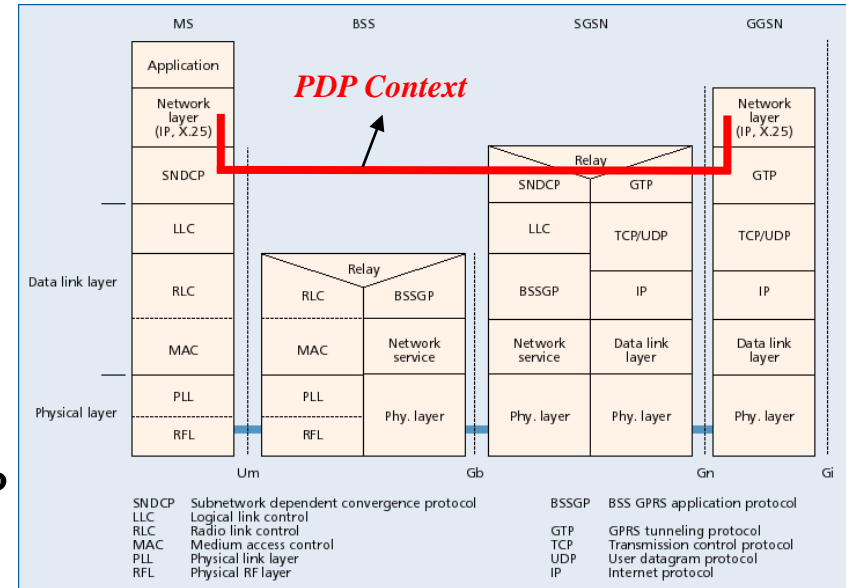 MS
BSS
SGSN
GGSN
Application
PDP Context
Network
layer
(IP, X.25)
Network
layer
(IP, X.25)
Relay
SNDCP
SNDCP
GTP
GTP
LLC
LLC
TCP/UDP
TCP/UDP
Data link layer
Relay
RLC
RLC
BSSGP
BSSGP
IP
IP
MAC
MAC
Network
service
Network
service
Data link
layer
Data link
layer
Physical layer
PLL
PLL
Phy. layer
Phy. layer
Phy. layer
Phy. layer
RFL
RFL
Um
Gb
Gn
Gi
SNDCP Subnetwork dependent convergence protocol
LLC Logical link control
RLC Radio link control
MAC Medium access control
PLL Physical link layer
RFL Physical RF layer
BSSGP BSS GPRS application protocol
GTP GPRS tunneling protocol
TCP Transmission control protocol
UDP User datagram protocol
IP Internet protocol